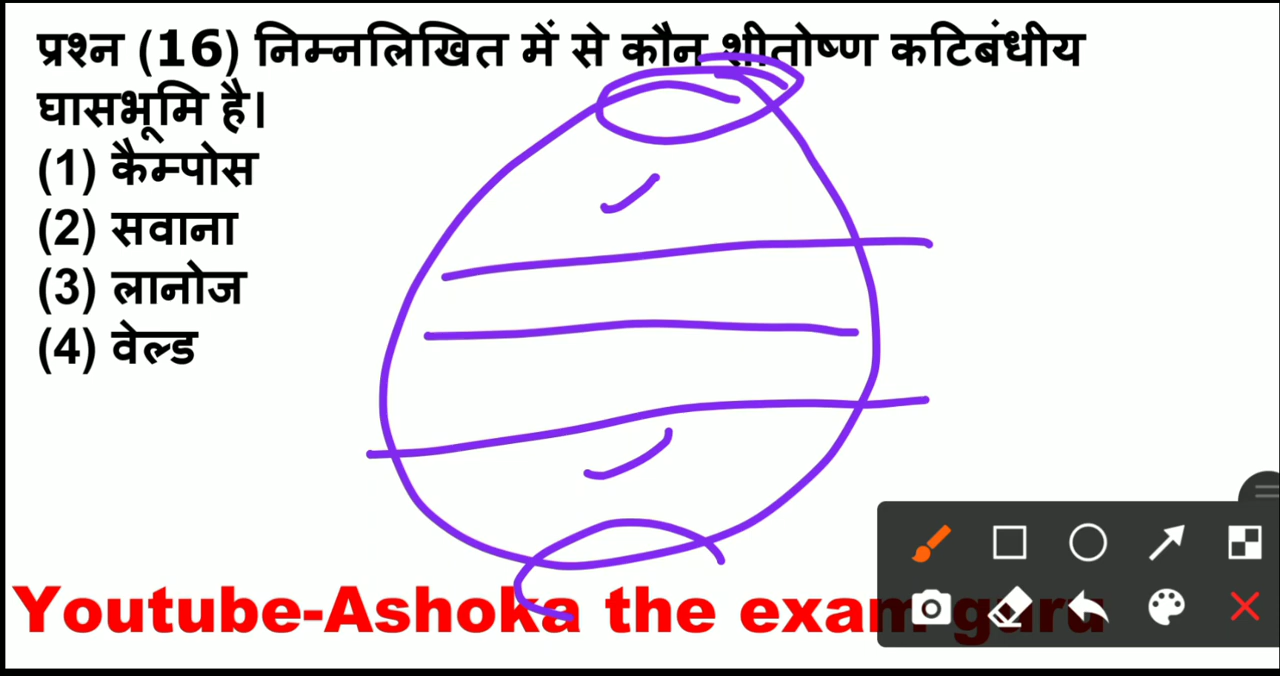 प्रश्न (16) निम्नलिखित में से कौन शीतोष्ण कटिबंधीय
घासभूमि है।
(1) कैम्पोस
(2) सवाना
(3) लानोज
(4) वेल्ड
Youtube-Ashoka the exam guru